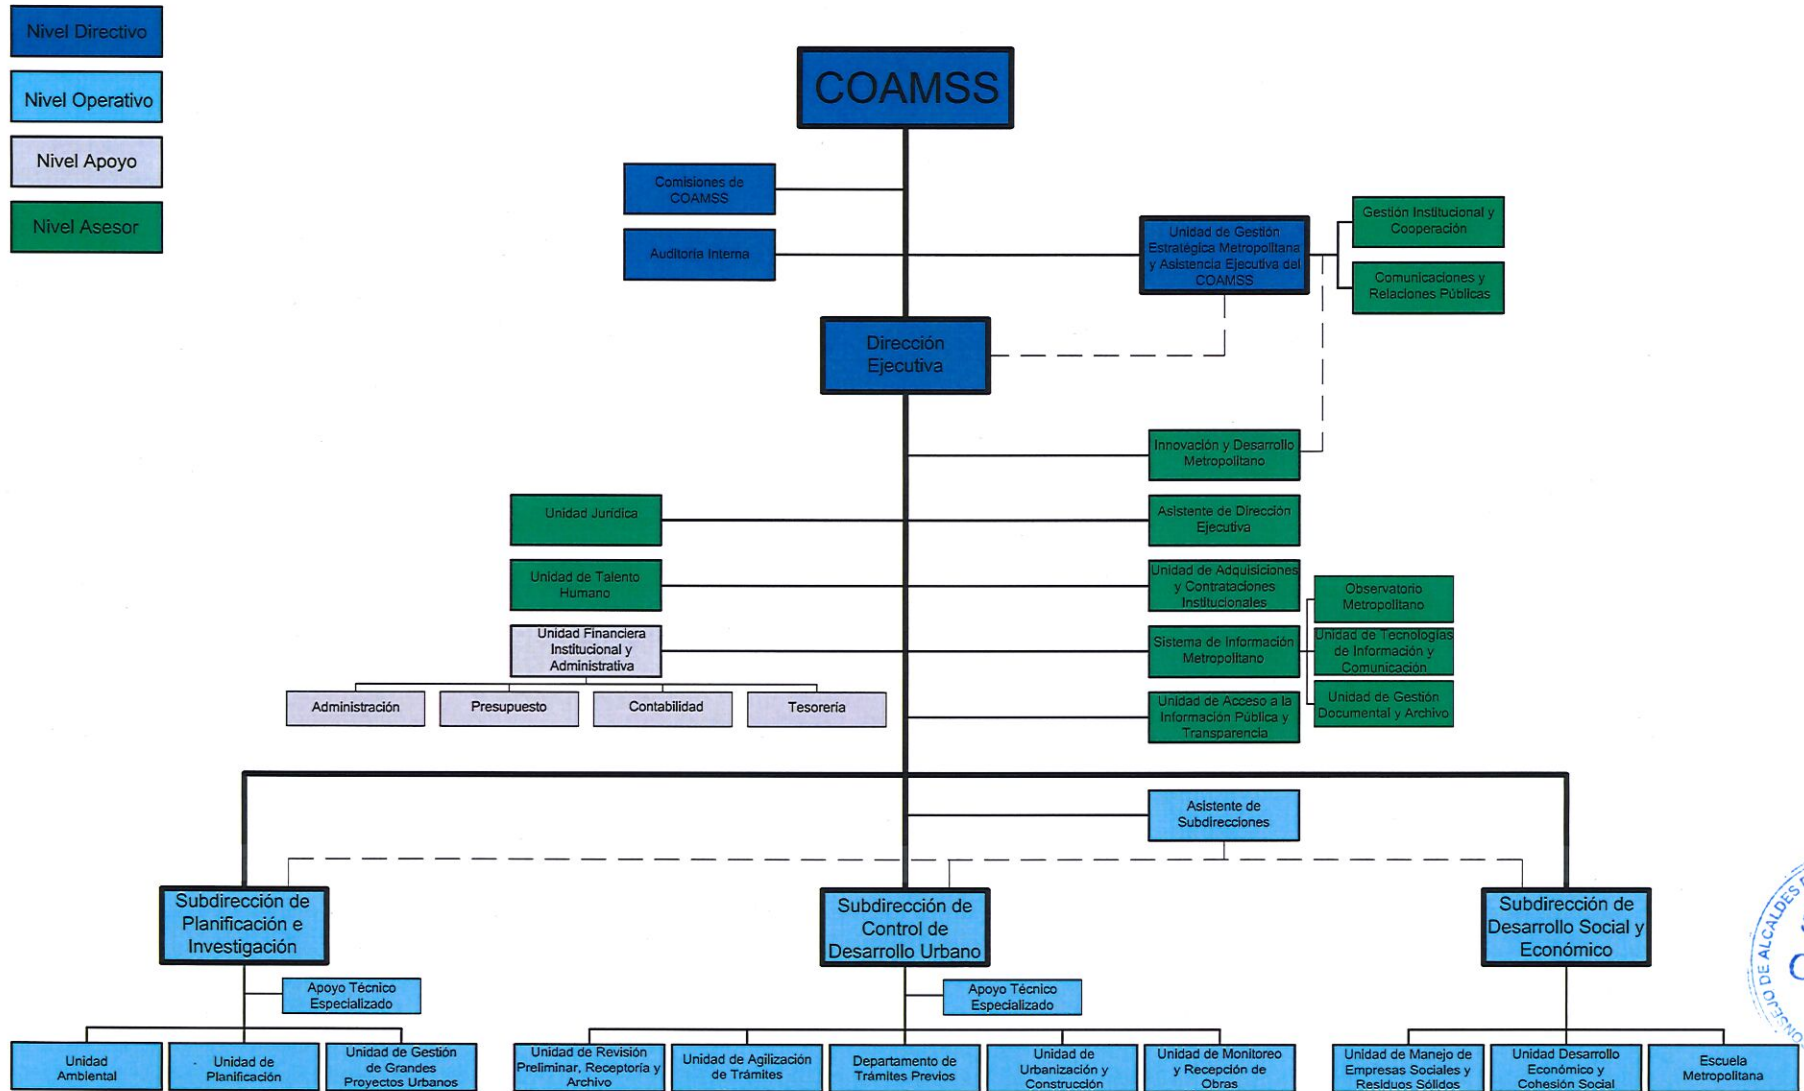 Nivel Directivo
Nivel Operativo
Nivel Apoyo
Nivel Asesor
COAMSS
Comisiones de
COAMSS
Auditoria Interna
Unidad de Gestión
Estratégica Metropolitana
y Asistencia Ejecutiva del
COAMSS
Gestión Institucional y
Cooperación
Comunicaciones y
Relaciones Públicas
Dirección
Ejecutiva
Innovación y Desarrollo
Metropolitano
Unidad Jurídica
Asistente de Dirección
Ejecutiva
Unidad de Talento
Humano
Unidad de Adquisiciones
y Contrataciones
Institucionales
Observatorio
Metropolitano
Unidad Financiera
Institucional y
Administrativa
Sistema de Información
Metropolitano
Unidad de Tecnologías
de Información y
Comunicación
Unidad de Gestión
Documental y Archivo
Administración
Presupuesto
Contabilidad
Tesorería
Unidad de Acceso a la
Información Pública y
Transparencia
Asistente de
Subdirecciones
Subdirección de
Planificación e
Investigación
Subdirección de
Control de
Desarrollo Urbano
Subdirección de
Desarrollo Social y
Económico
Apoyo Técnico
Especializado
Apoyo Técnico
Especializado
Unidad
Ambiental
Unidad de
Planificación
Unidad de Gestión
de Grandes
Proyectos Urbanos
Unidad de Revisión
Preliminar, Receptoría y
Archivo
Unidad de Agilización
de Trámites
Departamento de
Trámites Previos
Unidad de
Urbanización y
Construcción
Unidad de Monitoreo
y Recepción de
Obras
Unidad de Manejo de
Empresas Sociales y
Residuos Sólidos
Unidad Desarrollo
Económico y
Cohesión Social
Escuela
Metropolitana
DE ALCALDES